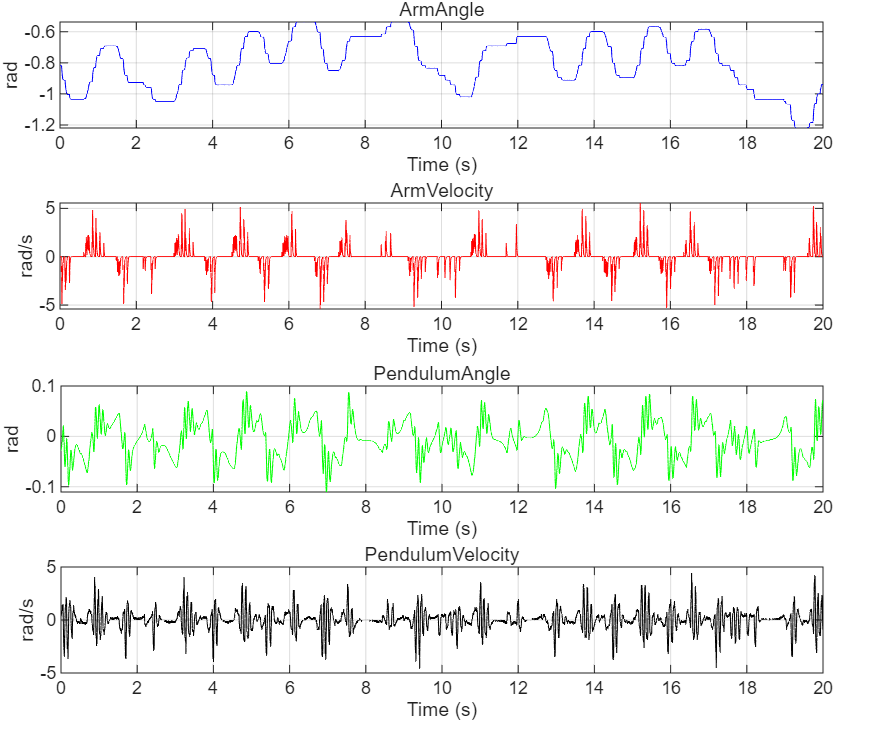 ArmAngle
-0.6
-0.8
-1
-1.2
rad
0 2 4 6 8 10 12 14 16 18 20
Time (s)
ArmVelocity
5
0
-5
rad/s
0 2 4 6 8 10 12 14 16 18 20
Time (s)
PendulumAngle
0.1
0
-0.1
rad
0 2 4 6 8 10 12 14 16 18 20
Time (s)
PendulumVelocity
5
0
-5
rad/s
0 2 4 6 8 10 12 14 16 18 20
Time (s)